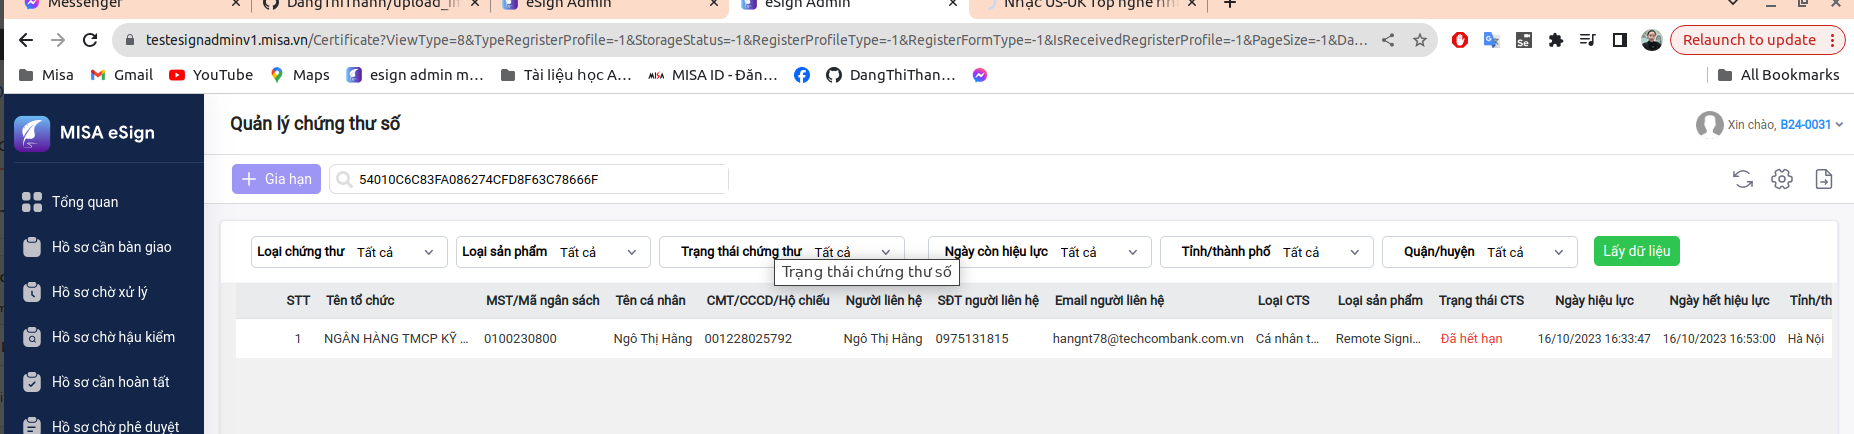 Messenger
DangThiThanh/upload_im
eSign Admin
eSign Admin
Nhạc US-UK Top nghe nhi
testesignadminv1.misa.vn/Certificate?ViewType=8&TypeRegristerProfile=-1&StorageStatus=-1&RegisterProfileType=-1&RegisterFormType=-1&IsReceivedRegristerProfile=-1&PageSize=-1&Da...
Relaunch to update
Misa
Gmail
YouTube
Maps
esign admin m...
Tài liệu học A...
MISA ID - Đăn...
DangThiThan...
All Bookmarks
MISA eSign
Quản lý chứng thư số
Xin chào, B24-0031
Gia hạn
54010C6C83FA086274CFD8F63C78666F
Tổng quan
Hồ sơ cần bàn giao
Hồ sơ chờ xử lý
Hồ sơ chờ hậu kiểm
Hồ sơ cần hoàn tất
Hồ sơ chờ phê duyệt
Loại chứng thư Tất cả
Loại sản phẩm Tất cả
Trạng thái chứng thư Tất cả
Ngày còn hiệu lực Tất cả
Tỉnh/thành phố Tất cả
Quận/huyện Tất cả
Lấy dữ liệu
Trạng thái chứng thư số
STT Tên tổ chức MST/Mã ngân sách Tên cá nhân CMT/CCCD/Hộ chiếu Người liên hệ SĐT người liên hệ Email người liên hệ Loại CTS Loại sản phẩm Trạng thái CTS Ngày hiệu lực Ngày hết hiệu lực Tỉnh/th
1 NGÂN HÀNG TMCP KỸ ... 0100230800 Ngô Thị Hằng 001228025792 Ngô Thị Hằng 0975131815 hangnt78@techcombank.com.vn Cá nhân t... Remote Signi... Đã hết hạn 16/10/2023 16:33:47 16/10/2023 16:53:00 Hà Nội